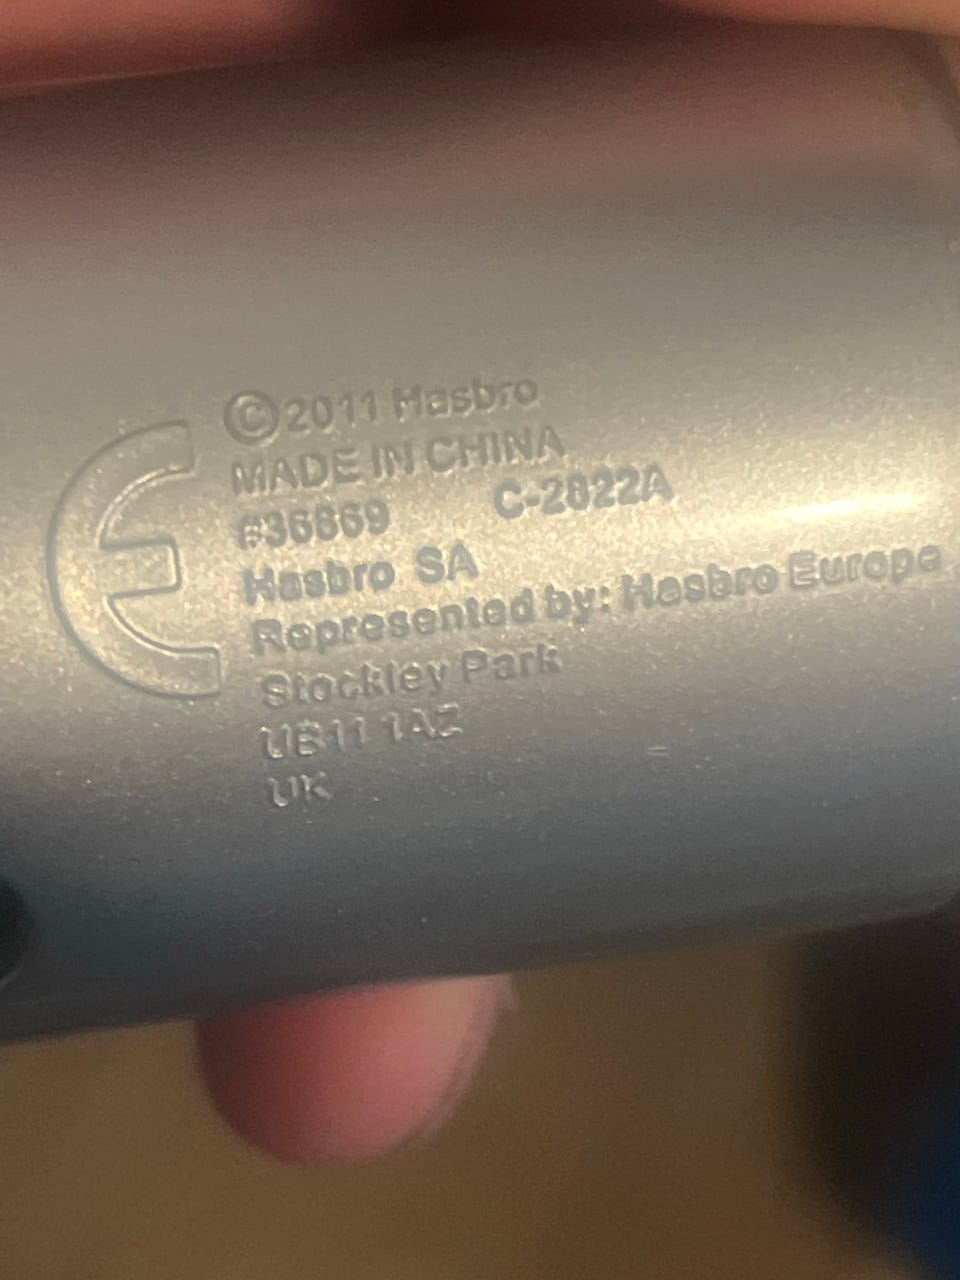 ©2011 Hasbro
MADE IN CHINA
#36869 C-2822A
Hasbro SA
Represented by: Hasbro Europe
Stockley Park
UB11 1AZ
UK